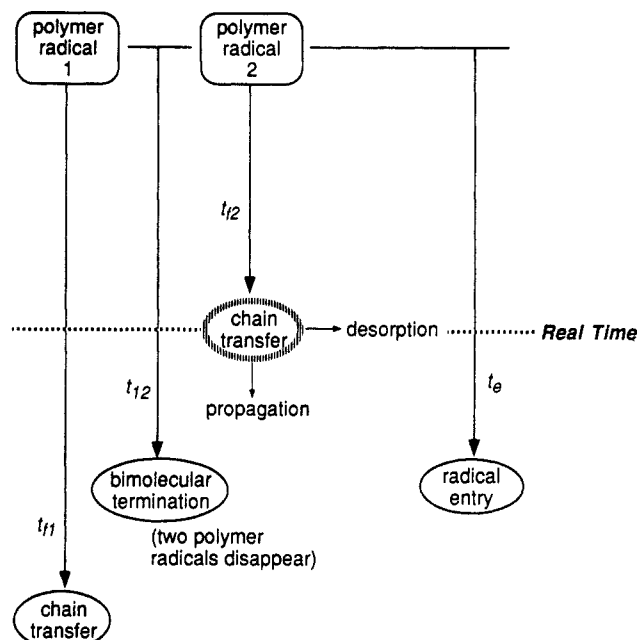 polymer
radical
1
polymer
radical
2
t_f2
chain
transfer
desorption
Real Time
t_12
t_e
propagation
bimolecular
termination
radical
entry
(two polymer
radicals disappear)
t_f1
chain
transfer